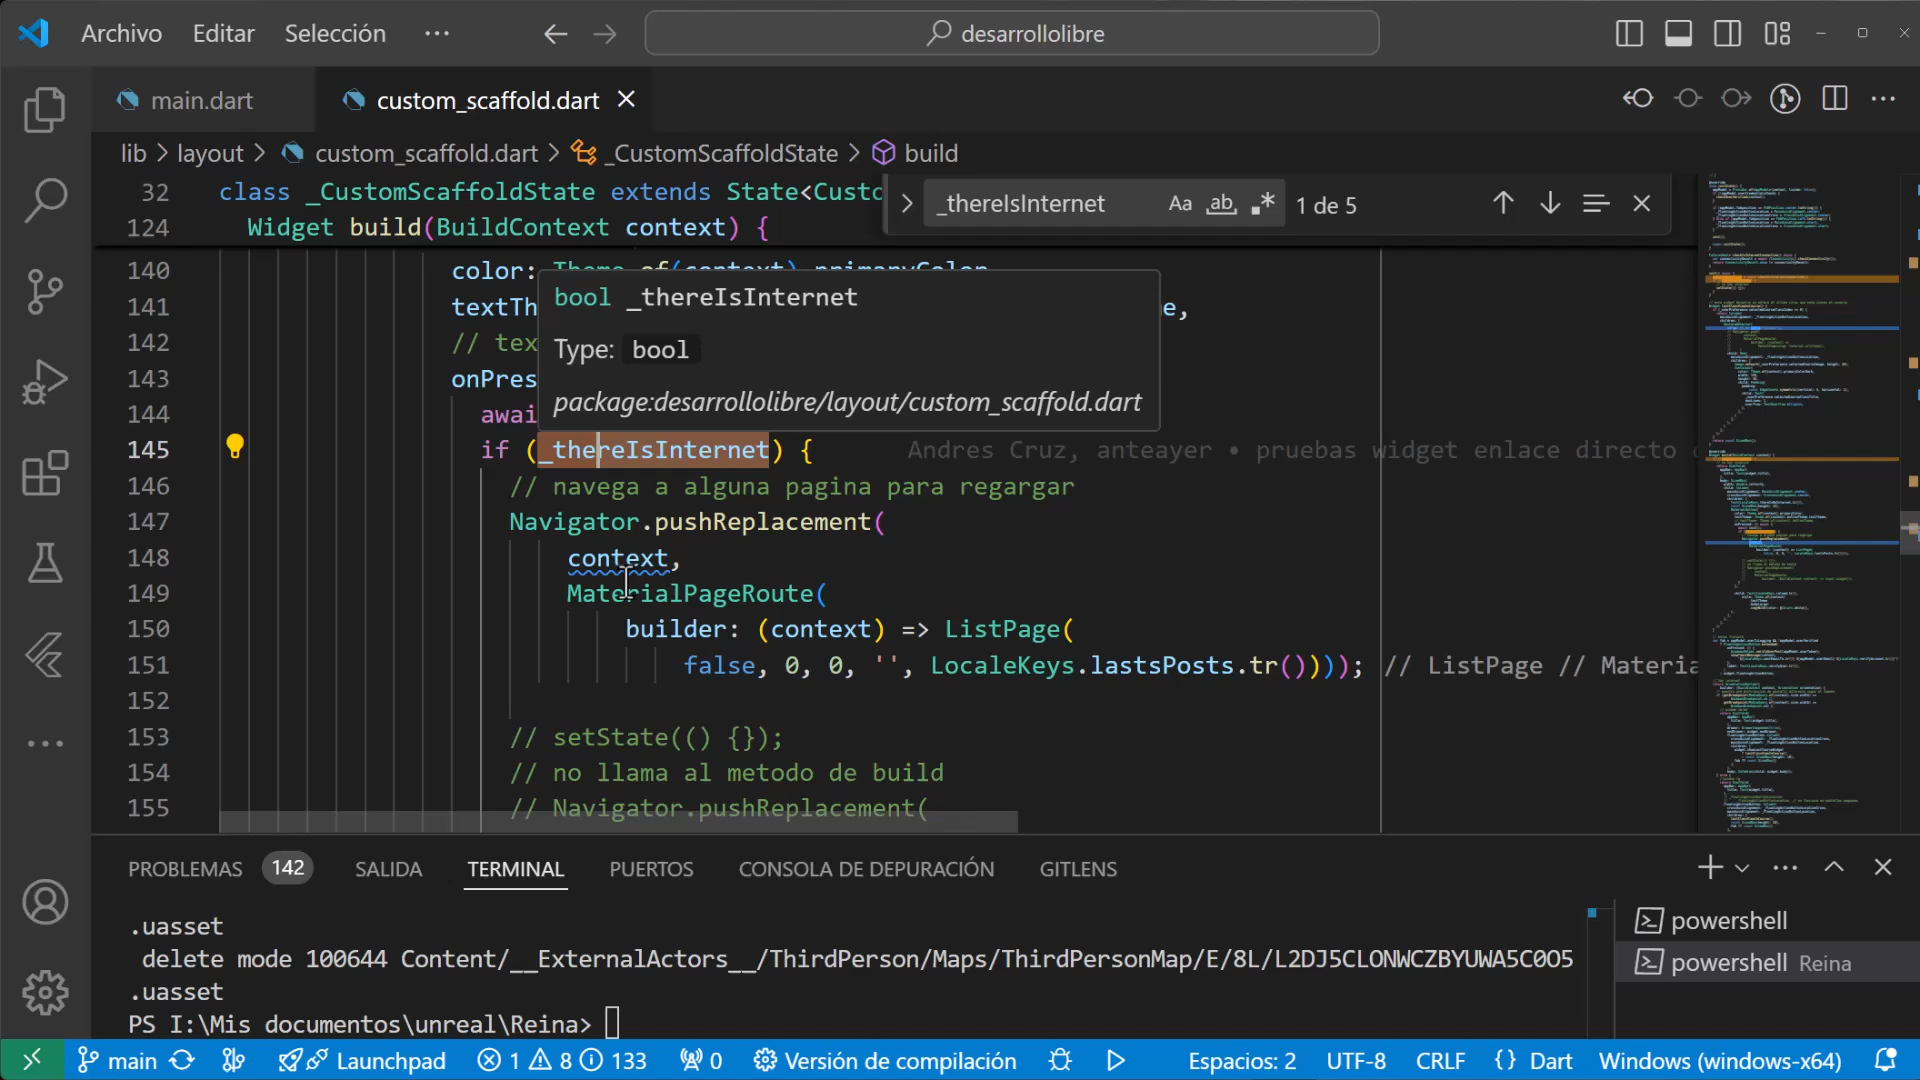 Archivo Editar Selección ··· desarrollolibre
main.dart custom_scaffold.dart
lib > layout > custom_scaffold.dart > _CustomScaffoldState > build
32 class _CustomScaffoldState extends State<Custo
_thereIsInternet Aa ab .* 1 de 5
124 Widget build(BuildContext context) {
140 color: Theme.of(context).primaryColor
bool _thereIsInternet
141 textTh e,
142 // tex
Type: bool
143 onPres
package:desarrollolibre/layout/custom_scaffold.dart
144 awai
145 if (_thereIsInternet) { Andres Cruz, anteayer • pruebas widget enlace directo
146 // navega a alguna pagina para regargar
147 Navigator.pushReplacement(
148 context,
149 MaterialPageRoute(
150 builder: (context) => ListPage(
151 false, 0, 0, '', LocaleKeys.lastsPosts.tr()))); // ListPage // Materia
152
153 // setState(() {});
154 // no llama al metodo de build
155 // Navigator.pushReplacement(
PROBLEMAS 142 SALIDA TERMINAL PUERTOS CONSOLA DE DEPURACIÓN GITLENS
.uasset
delete mode 100644 Content/__ExternalActors__/ThirdPerson/Maps/ThirdPersonMap/E/8L/L2DJ5CLONWCZBYUWA5C0O5
.uasset
PS I:\Mis documentos\unreal\Reina>
powershell
powershell Reina
main Launchpad 1 8 133 0 Versión de compilación Espacios: 2 UTF-8 CRLF {} Dart Windows (windows-x64)